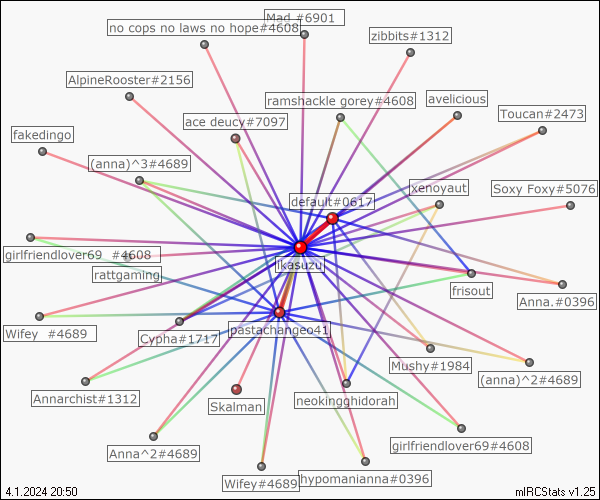 Mad_#6901
no cops no laws no hope#4608
zibbits#1312
AlpineRooster#2156
ramshackle gorey#4608
avelicious
Toucan#2473
ace deucy#7097
fakedingo
(anna)^3#4689
xenoyaut
Soxy Foxy#5076
default#0617
girlfriendlover69_#4608
ikasuzu
rattgaming
frisout
Anna.#0396
Wifey_#4689
Cypha#1717
pastachangeo41
Mushy#1984
(anna)^2#4689
Annarchist#1312
Skalman
neokingghidorah
girlfriendlover69#4608
Anna^2#4689
Wifey#4689
hypomanianna#0396
4.1.2024 20:50
mIRCStats v1.25